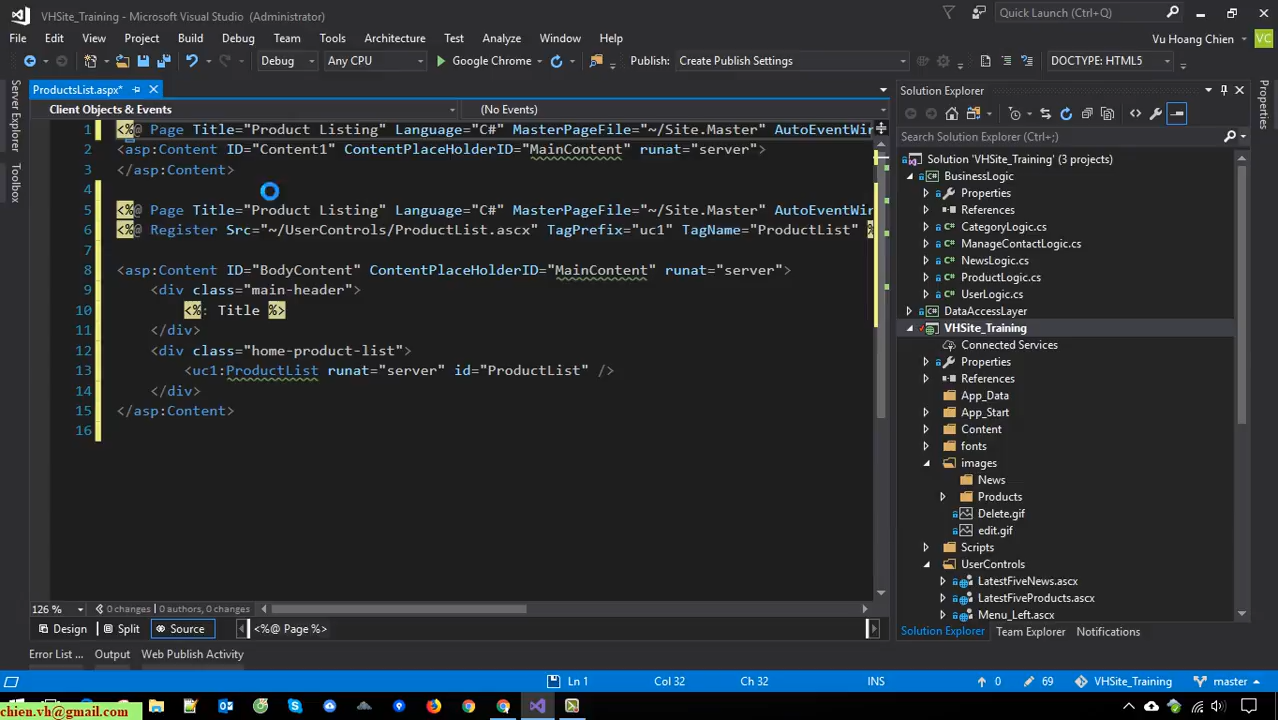 VHSite_Training - Microsoft Visual Studio (Administrator)
Quick Launch (Ctrl+Q)
File Edit View Project Build Debug Team Tools Architecture Test Analyze Window Help
Vu Hoang Chien VC
Debug Any CPU Google Chrome Publish: Create Publish Settings DOCTYPE: HTML5
Server Explorer
Toolbox
ProductsList.aspx*
Client Objects & Events (No Events)
1 <%@ Page Title="Product Listing" Language="C#" MasterPageFile="~/Site.Master" AutoEventWir
2 <asp:Content ID="Content1" ContentPlaceHolderID="MainContent" runat="server">
3 </asp:Content>
4
5 <%@ Page Title="Product Listing" Language="C#" MasterPageFile="~/Site.Master" AutoEventWir
6 <%@ Register Src="~/UserControls/ProductList.ascx" TagPrefix="uc1" TagName="ProductList" %
7
8 <asp:Content ID="BodyContent" ContentPlaceHolderID="MainContent" runat="server">
9 <div class="main-header">
10 <%: Title %>
11 </div>
12 <div class="home-product-list">
13 <uc1:ProductList runat="server" id="ProductList" />
14 </div>
15 </asp:Content>
16
126 % 0 changes | 0 authors, 0 changes
Design Split Source <%@ Page %>
Error List ... Output Web Publish Activity
Solution Explorer
Search Solution Explorer (Ctrl+;)
Solution 'VHSite_Training' (3 projects)
BusinessLogic
Properties
References
CategoryLogic.cs
ManageContactLogic.cs
NewsLogic.cs
ProductLogic.cs
UserLogic.cs
DataAccessLayer
VHSite_Training
Connected Services
Properties
References
App_Data
App_Start
Content
fonts
images
News
Products
Delete.gif
edit.gif
Scripts
UserControls
LatestFiveNews.ascx
LatestFiveProducts.ascx
Menu_Left.ascx
Solution Explorer Team Explorer Notifications
Properties
Ln 1 Col 32 Ch 32 INS 0 69 VHSite_Training master
chien.vh@gmail.com